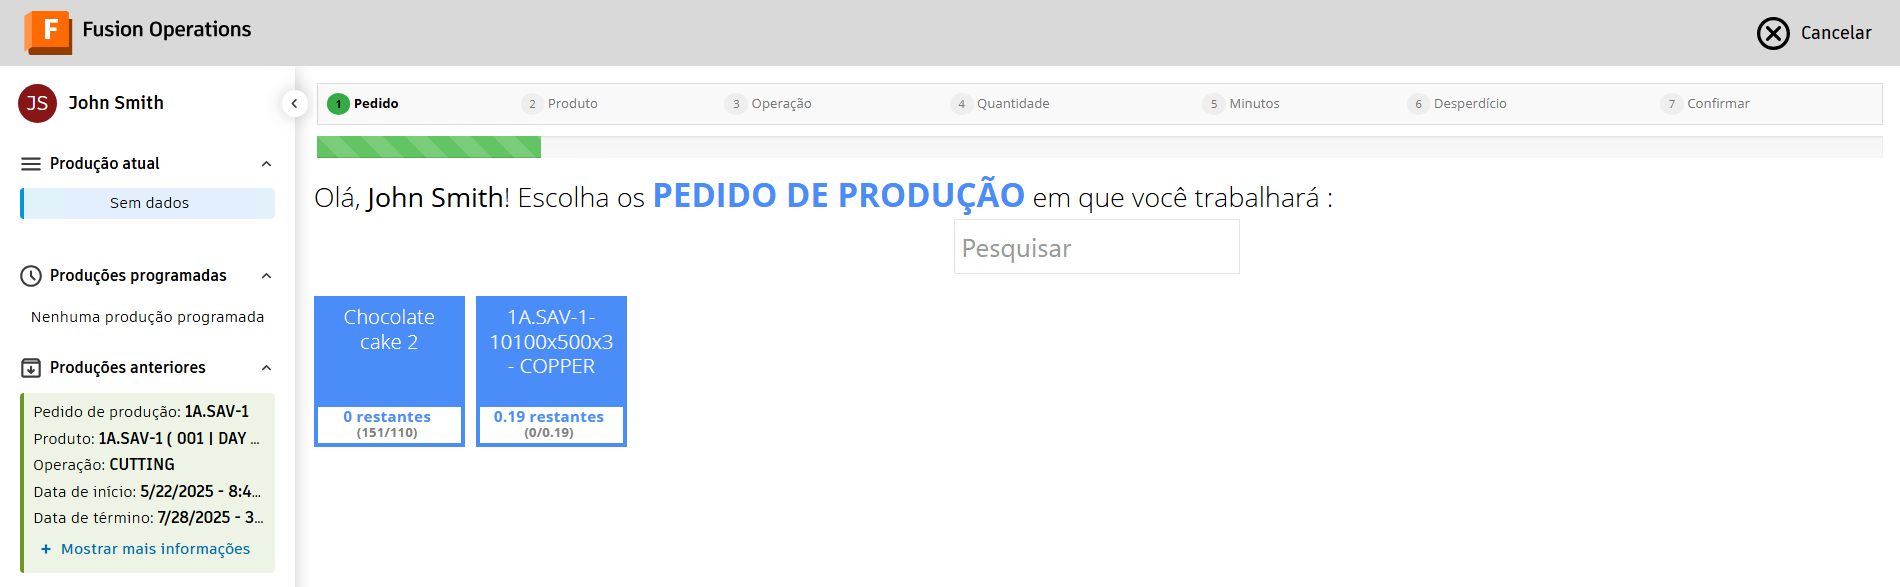 F Fusion Operations
Cancelar
JS John Smith
Produção atual
Sem dados
Produções programadas
Nenhuma produção programada
Produções anteriores
Pedido de produção: 1A.SAV-1
Produto: 1A.SAV-1 ( 001 | DAY ...
Operação: CUTTING
Data de início: 5/22/2025 - 8:4...
Data de término: 7/28/2025 - 3...
+ Mostrar mais informações
1 Pedido 2 Produto 3 Operação 4 Quantidade 5 Minutos 6 Desperdício 7 Confirmar
Olá, John Smith! Escolha os PEDIDO DE PRODUÇÃO em que você trabalhará :
Pesquisar
Chocolate
cake 2
0 restantes
(151/110)
1A.SAV-1-
10100x500x3
- COPPER
0.19 restantes
(0/0.19)